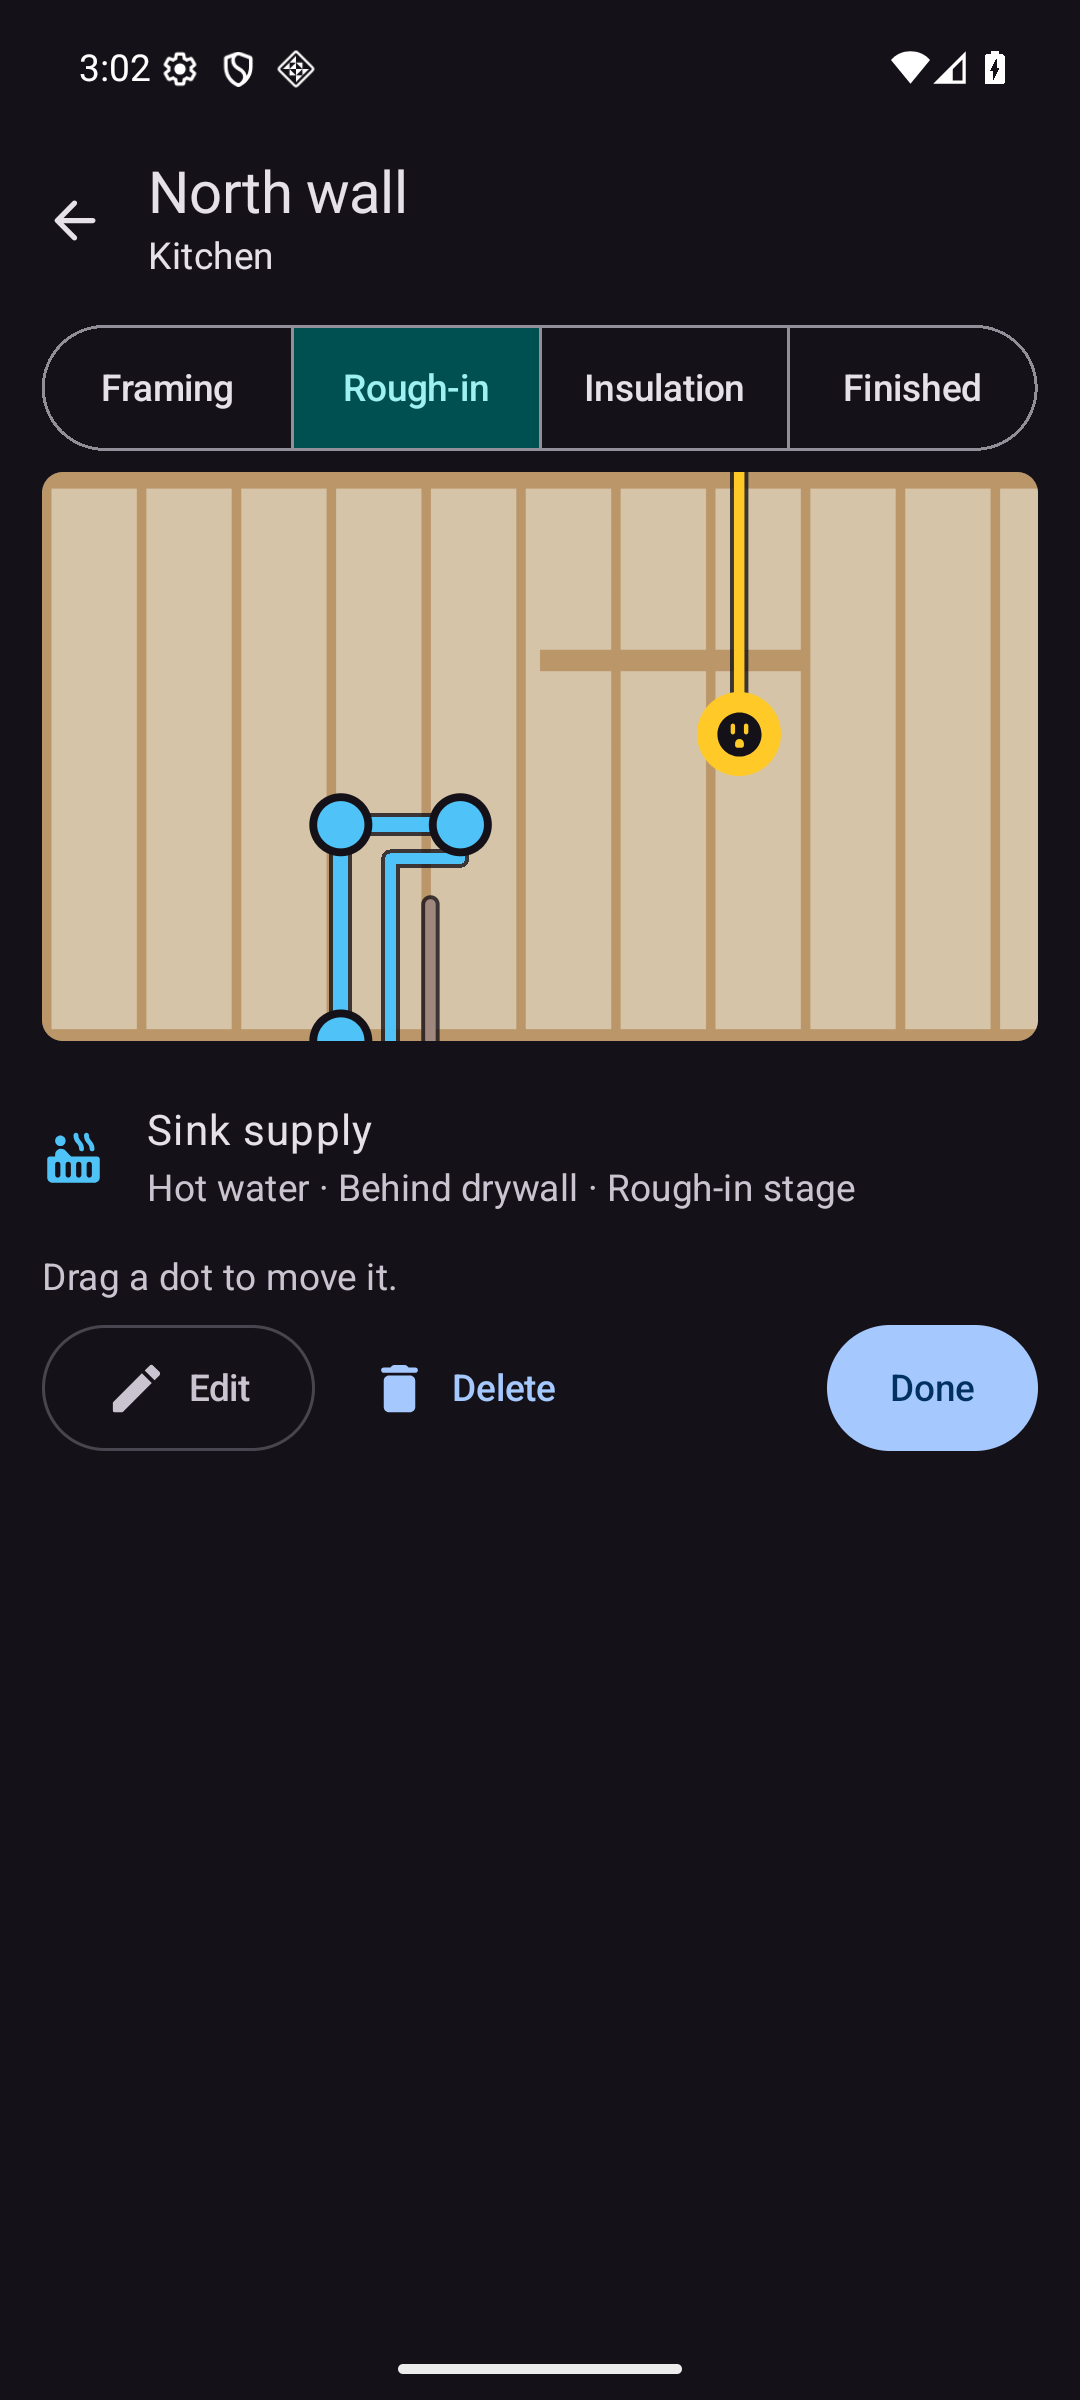 3:02
North wall
Kitchen
Framing
Rough-in
Insulation
Finished
Sink supply
Hot water · Behind drywall · Rough-in stage
Drag a dot to move it.
Edit
Delete
Done